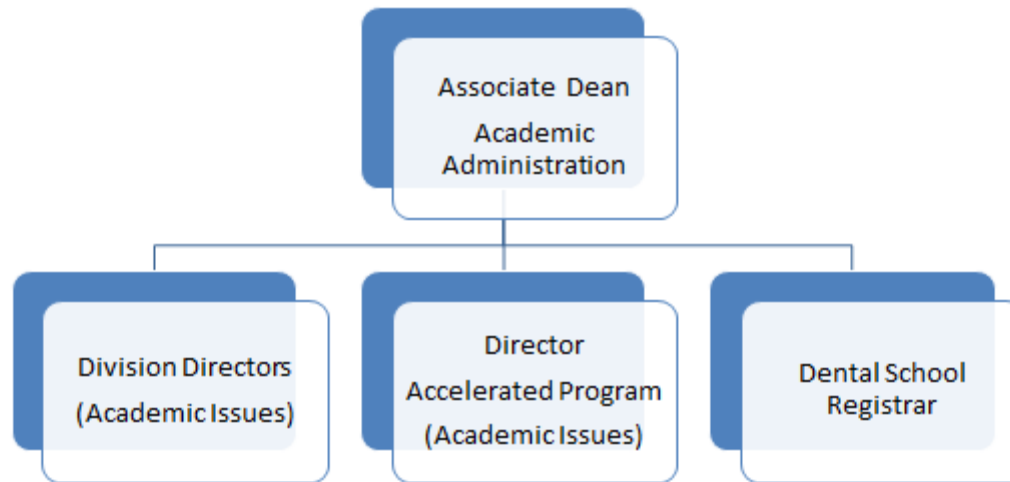 Associate Dean
Academic
Administration
Division Directors
(Academic Issues)
Director
Accelerated Program
(Academic Issues)
Dental School
Registrar